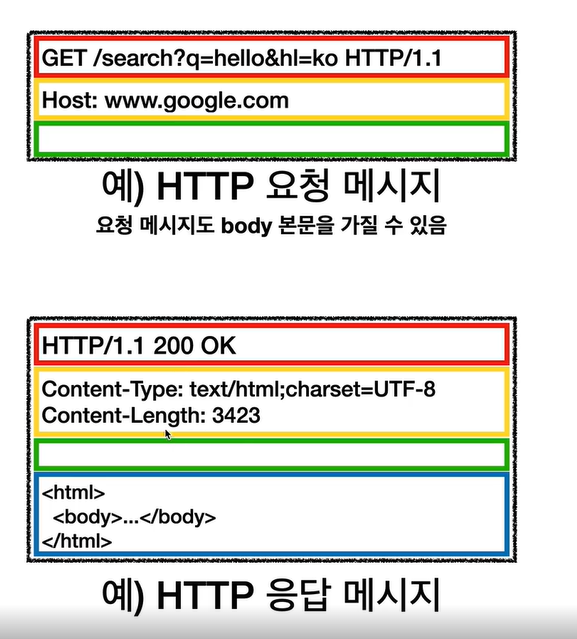 GET /search?q=hello&hl=ko HTTP/1.1
Host: www.google.com
예) HTTP 요청 메시지
요청 메시지도 body 본문을 가질 수 있음
HTTP/1.1 200 OK
Content-Type: text/html;charset=UTF-8
Content-Length: 3423
<html>
  <body>...</body>
</html>
예) HTTP 응답 메시지